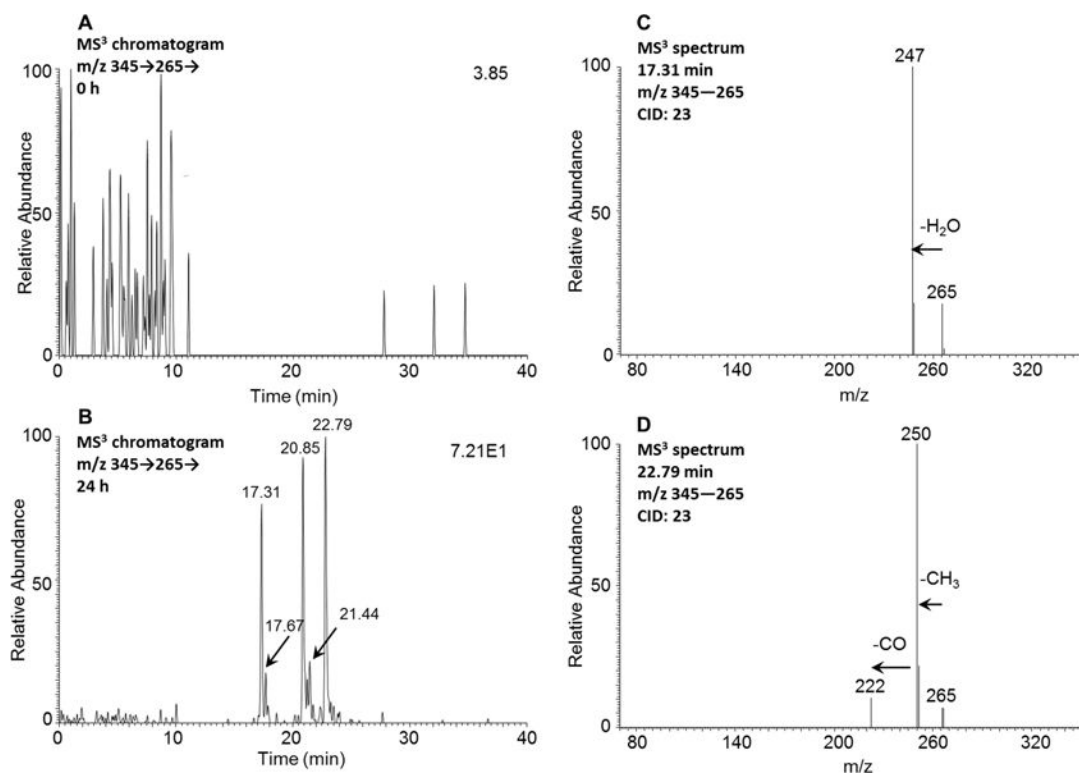 A
MS³ chromatogram
m/z 345→265→
0 h
3.85
100
50
0
Relative Abundance
0 10 20 30 40
Time (min)
B
MS³ chromatogram
m/z 345→265→
24 h
7.21E1
22.79
20.85
17.31
17.67
21.44
100
50
0
Relative Abundance
0 10 20 30 40
Time (min)
C
MS³ spectrum
17.31 min
m/z 345—265
CID: 23
247
-H₂O
265
100
50
0
Relative Abundance
80 140 200 260 320
m/z
D
MS³ spectrum
22.79 min
m/z 345—265
CID: 23
250
-CH₃
-CO
222
265
100
50
0
Relative Abundance
80 140 200 260 320
m/z